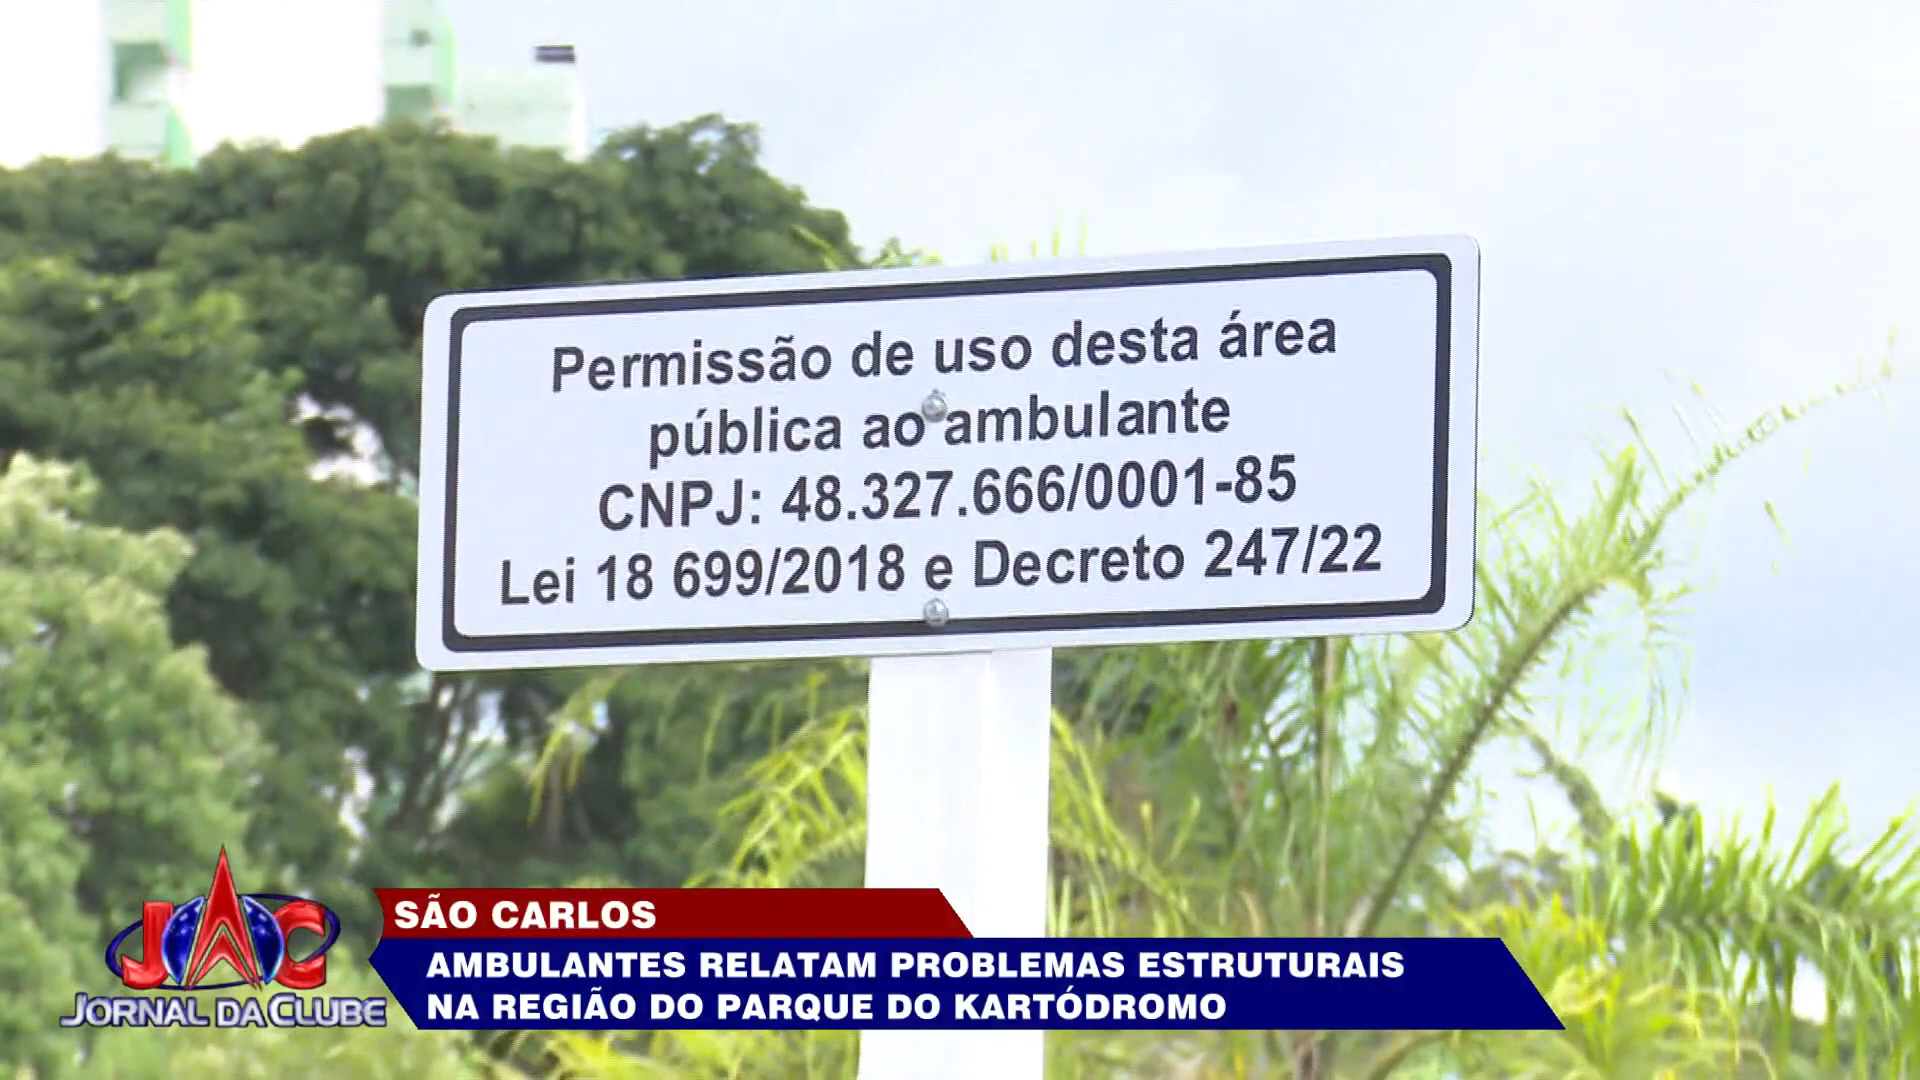 Permissão de uso desta área
pública ao ambulante
CNPJ: 48.327.666/0001-85
Lei 18 699/2018 e Decreto 247/22
JAC
JORNAL DA CLUBE
SÃO CARLOS
AMBULANTES RELATAM PROBLEMAS ESTRUTURAIS
NA REGIÃO DO PARQUE DO KARTÓDROMO